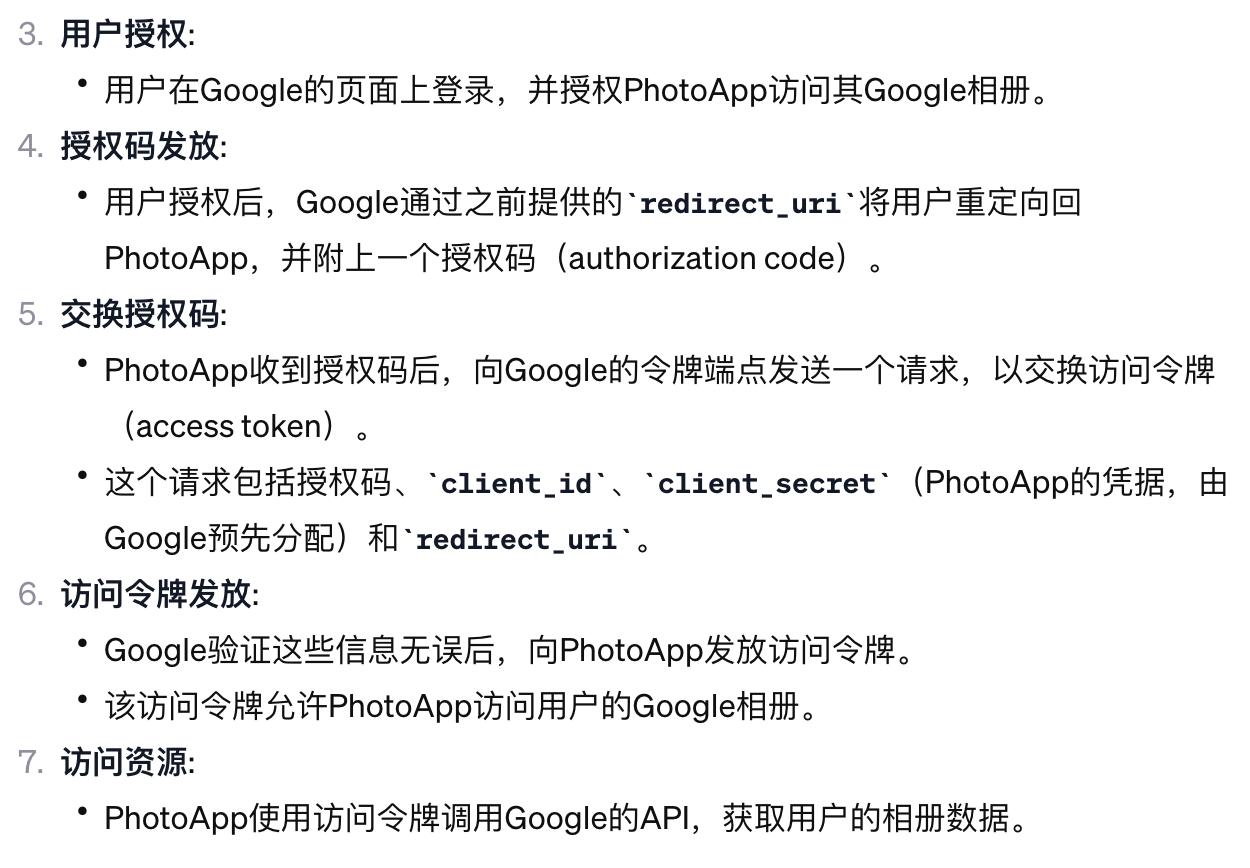 3. 用户授权:
• 用户在Google的页面上登录，并授权PhotoApp访问其Google相册。
4. 授权码发放:
• 用户授权后，Google通过之前提供的`redirect_uri`将用户重定向回
PhotoApp，并附上一个授权码（authorization code）。
5. 交换授权码:
• PhotoApp收到授权码后，向Google的令牌端点发送一个请求，以交换访问令牌
（access token）。
• 这个请求包括授权码、`client_id`、`client_secret`（PhotoApp的凭据，由
Google预先分配）和`redirect_uri`。
6. 访问令牌发放:
• Google验证这些信息无误后，向PhotoApp发放访问令牌。
• 该访问令牌允许PhotoApp访问用户的Google相册。
7. 访问资源:
• PhotoApp使用访问令牌调用Google的API，获取用户的相册数据。